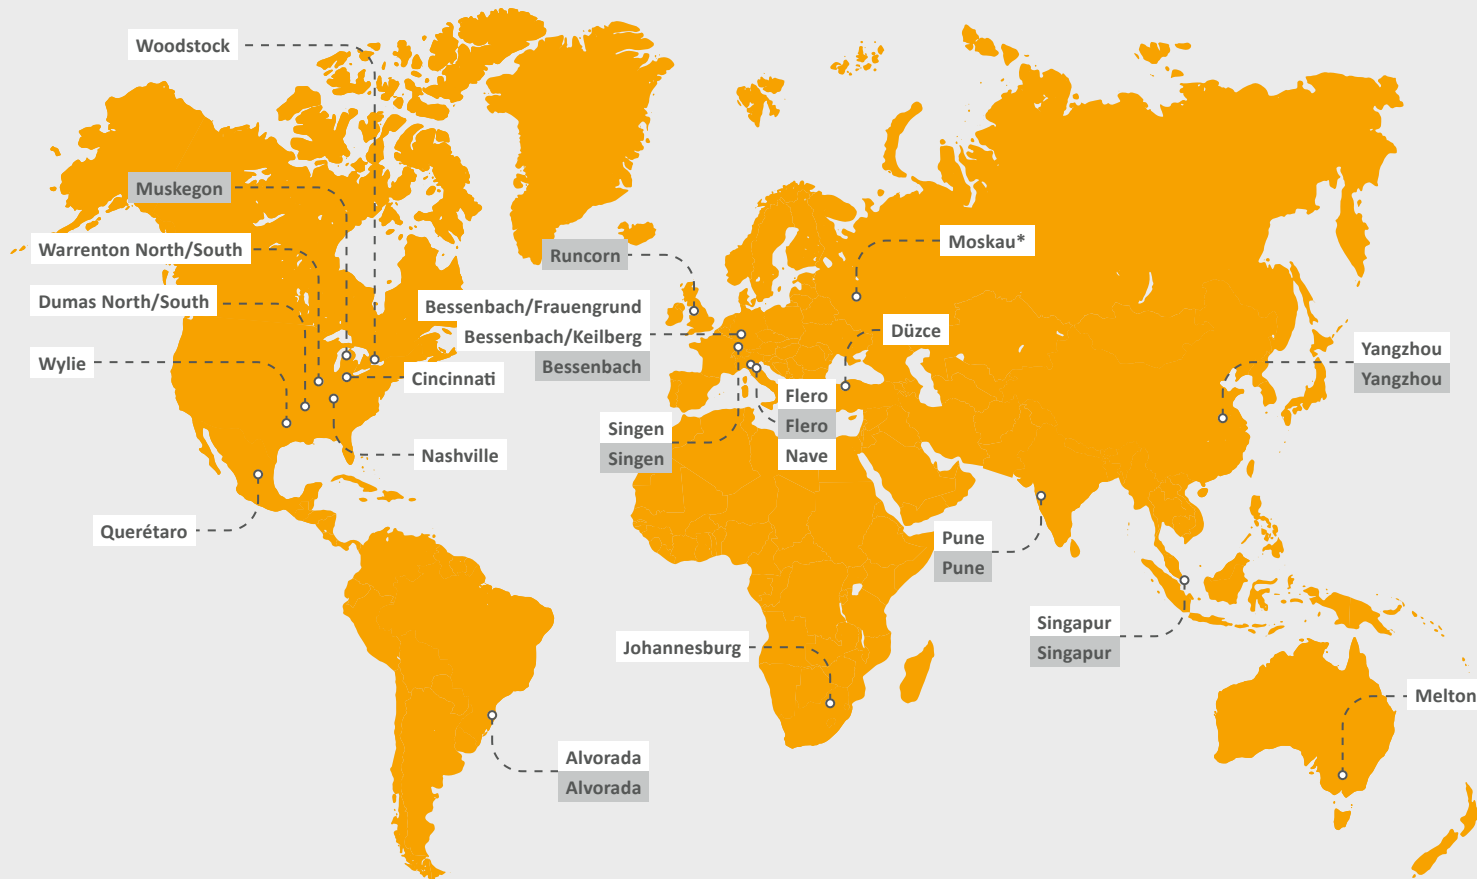 Woodstock
Muskegon
Warrenton North/South
Dumas North/South
Wylie
Cincinnati
Nashville
Querétaro
Alvorada
Alvorada
Runcorn
Bessenbach/Frauengrund
Bessenbach/Keilberg
Bessenbach
Singen
Singen
Flero
Flero
Nave
Moskau*
Düzce
Johannesburg
Pune
Pune
Yangzhou
Yangzhou
Singapur
Singapur
Melton